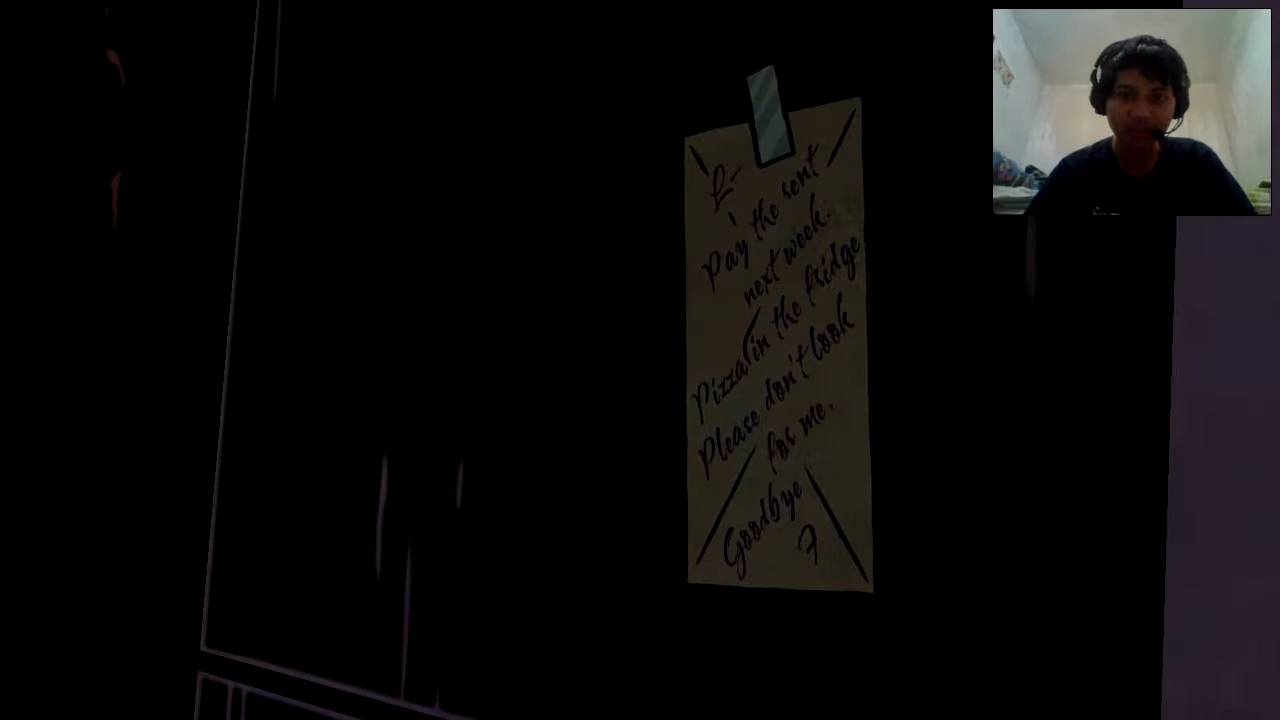 R-
Pay the rent
next week.
Pizza in the fridge
Please don't look
for me.
Goodbye
F